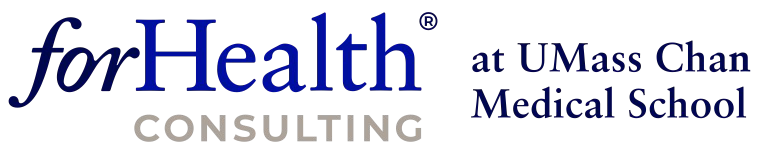 forHealth®
CONSULTING
at UMass Chan
Medical School